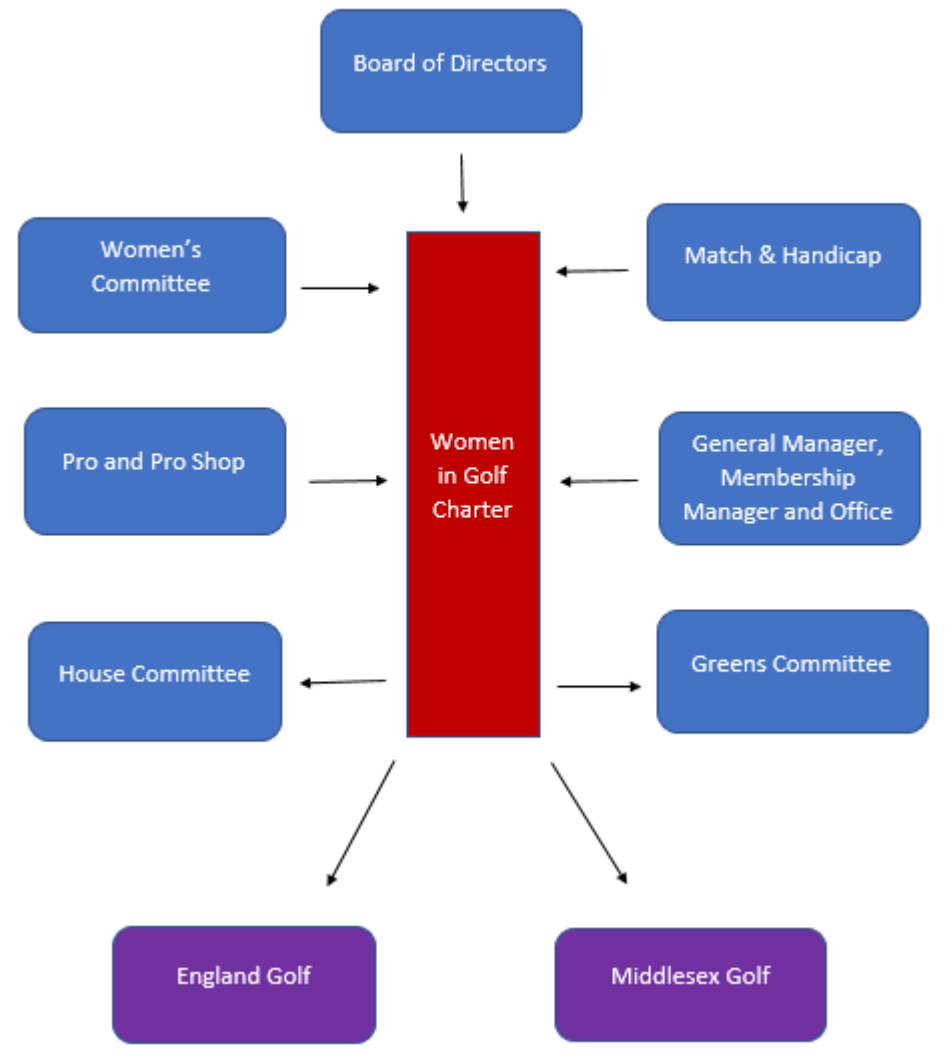 Board of Directors
Women’s
Committee
Match & Handicap
Pro and Pro Shop
Women
in Golf
Charter
General Manager,
Membership
Manager and Office
House Committee
Greens Committee
England Golf
Middlesex Golf